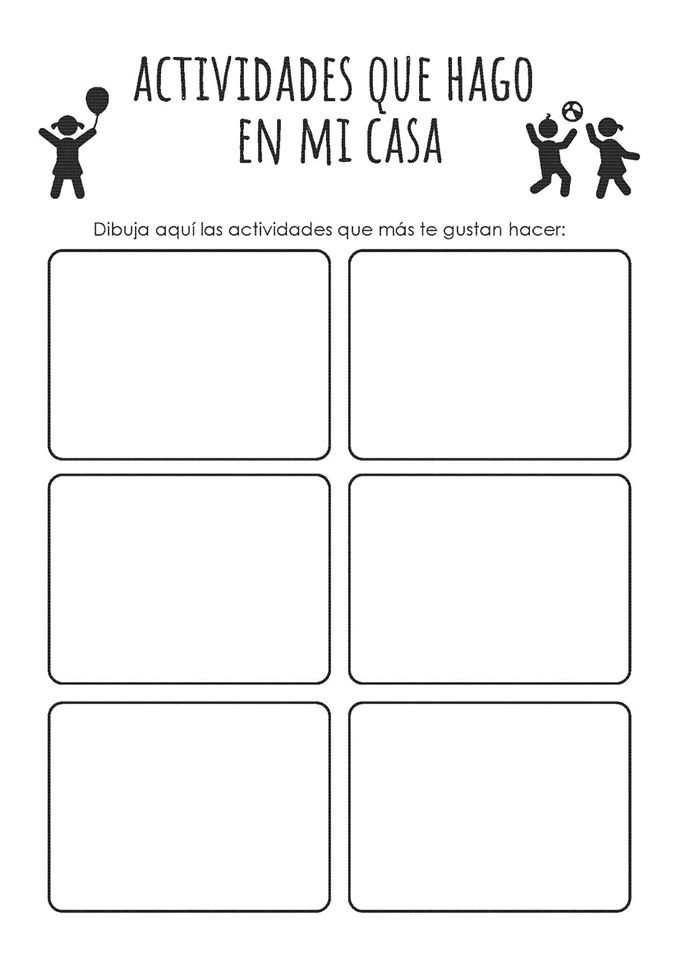 ACTIVIDADES QUE HAGO
EN MI CASA
Dibuja aquí las actividades que más te gustan hacer: